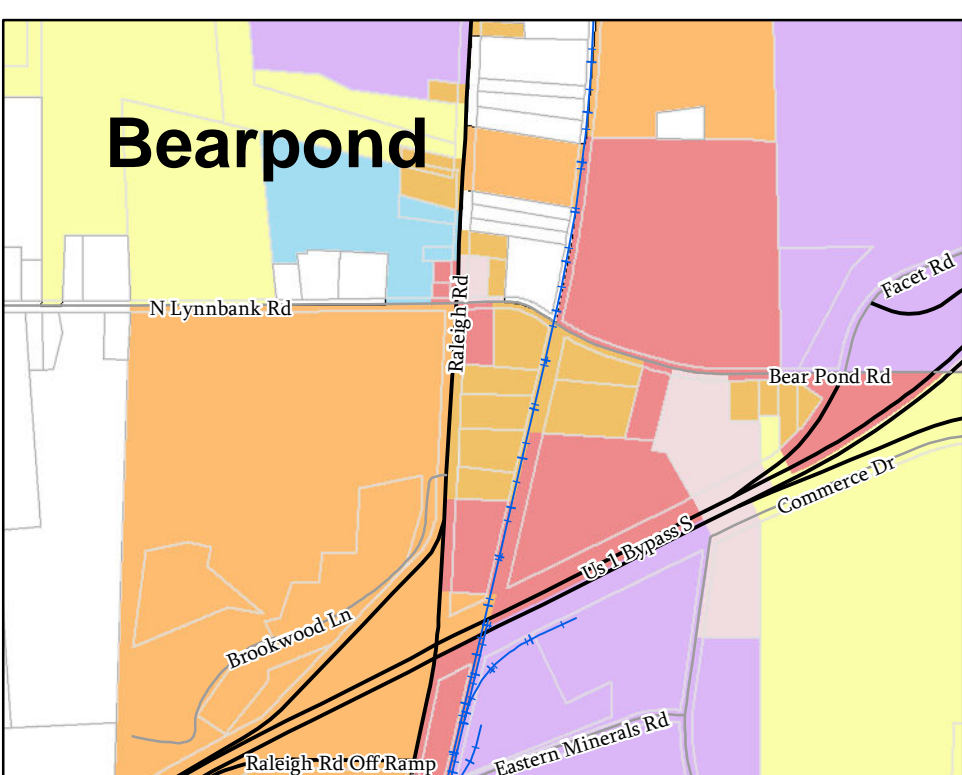 Bearpond
Facet Rd
N Lynnbank Rd
Raleigh Rd
Bear Pond Rd
Commerce Dr
Us 1 Bypass S
Brookwood Ln
Eastern Minerals Rd
Raleigh Rd Off Ramp